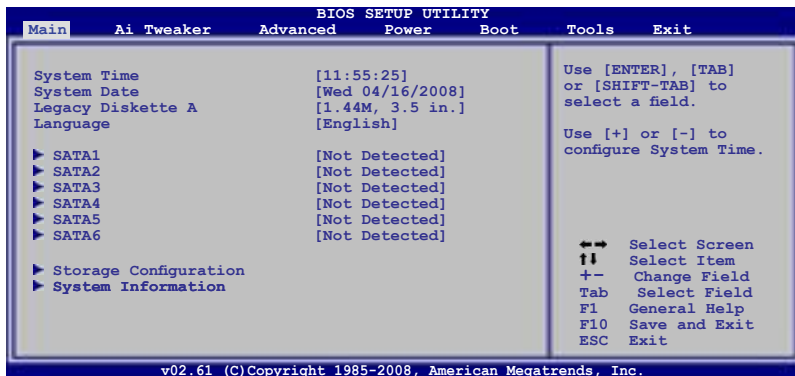 BIOS SETUP UTILITY
Main Ai Tweaker Advanced Power Boot Tools Exit
System Time [11:55:25]
System Date [Wed 04/16/2008]
Legacy Diskette A [1.44M, 3.5 in.]
Language [English]
SATA1 [Not Detected]
SATA2 [Not Detected]
SATA3 [Not Detected]
SATA4 [Not Detected]
SATA5 [Not Detected]
SATA6 [Not Detected]
Storage Configuration
System Information
Use [ENTER], [TAB]
or [SHIFT-TAB] to
select a field.
Use [+] or [-] to
configure System Time.
←→ Select Screen
↑↓ Select Item
+- Change Field
Tab Select Field
F1 General Help
F10 Save and Exit
ESC Exit
v02.61 (C)Copyright 1985-2008, American Megatrends, Inc.